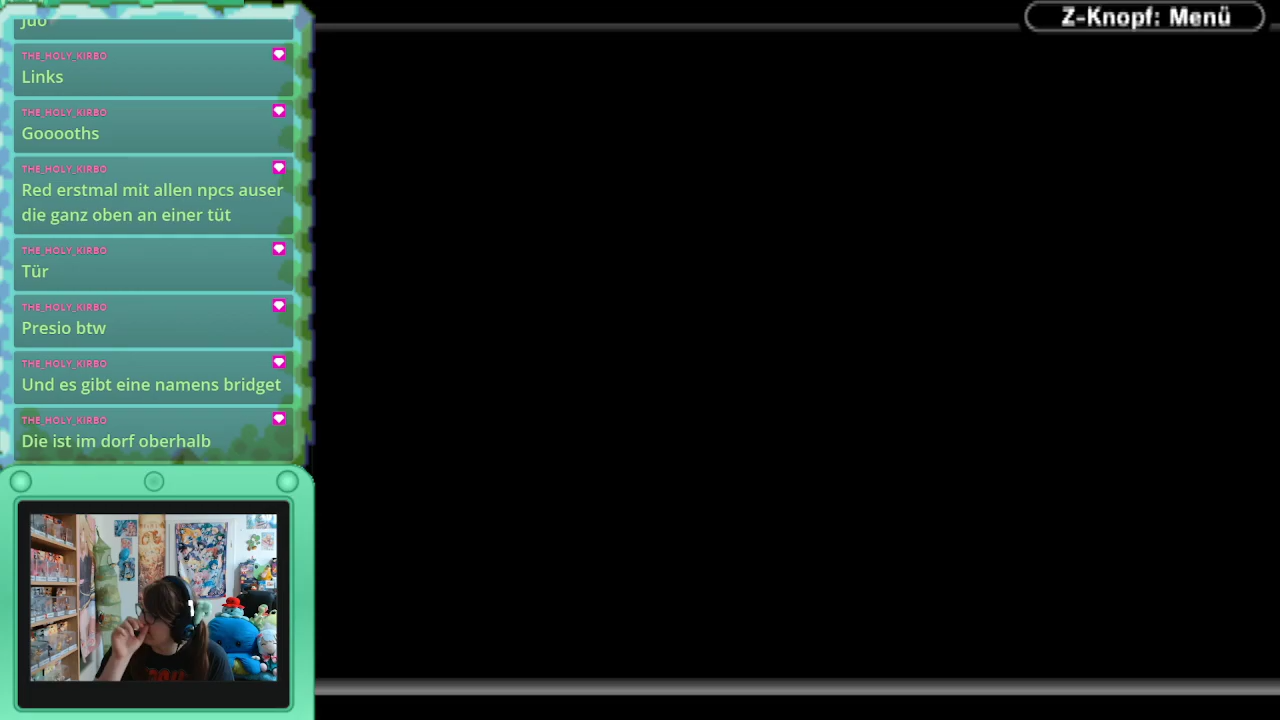 Z-Knopf: Menü
Juo
THE_HOLY_KIRBO
Links
THE_HOLY_KIRBO
Gooooths
THE_HOLY_KIRBO
Red erstmal mit allen npcs auser
die ganz oben an einer tüt
THE_HOLY_KIRBO
Tür
THE_HOLY_KIRBO
Presio btw
THE_HOLY_KIRBO
Und es gibt eine namens bridget
THE_HOLY_KIRBO
Die ist im dorf oberhalb